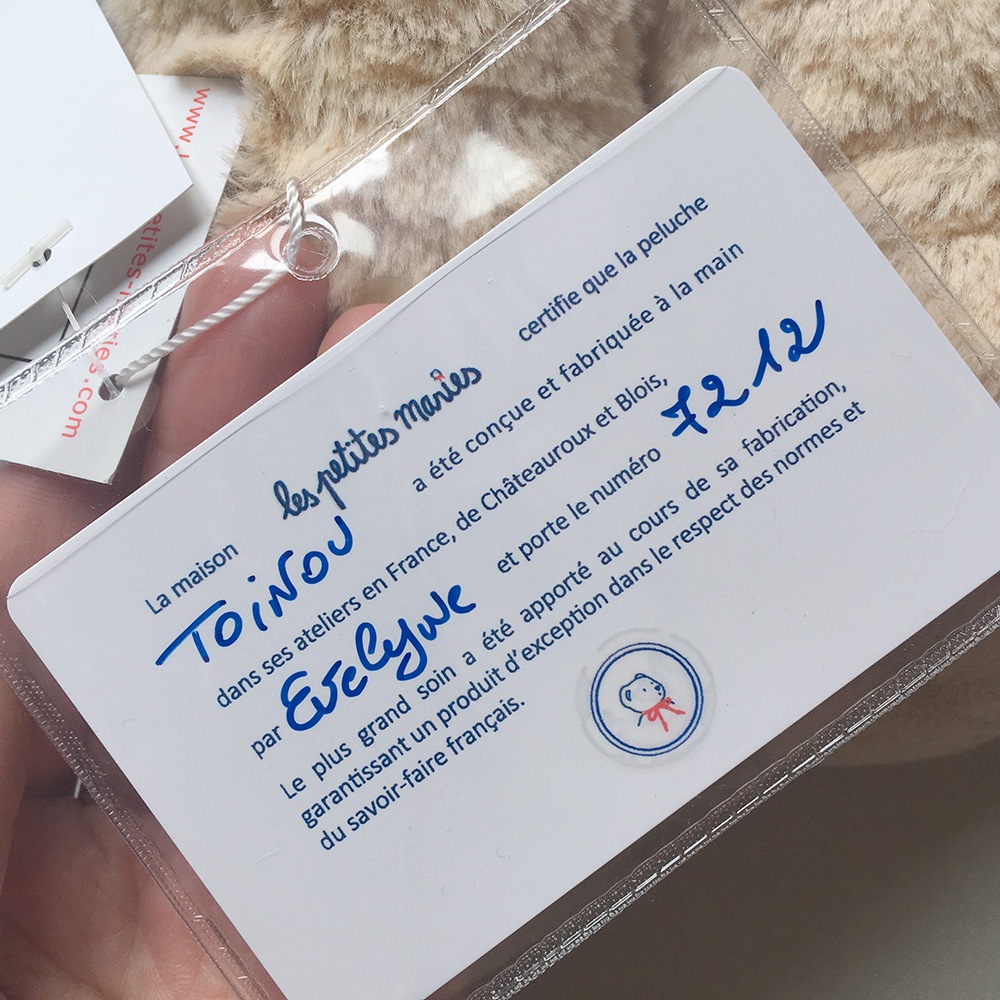 www.
etites-maries.com
La maison les petites maries certifie que la peluche
TOINOU a été conçue et fabriquée à la main
dans ses ateliers en France, de Châteauroux et Blois,
par Evelyne et porte le numéro 7212
Le plus grand soin a été apporté au cours de sa fabrication,
garantissant un produit d'exception dans le respect des normes et
du savoir-faire français.